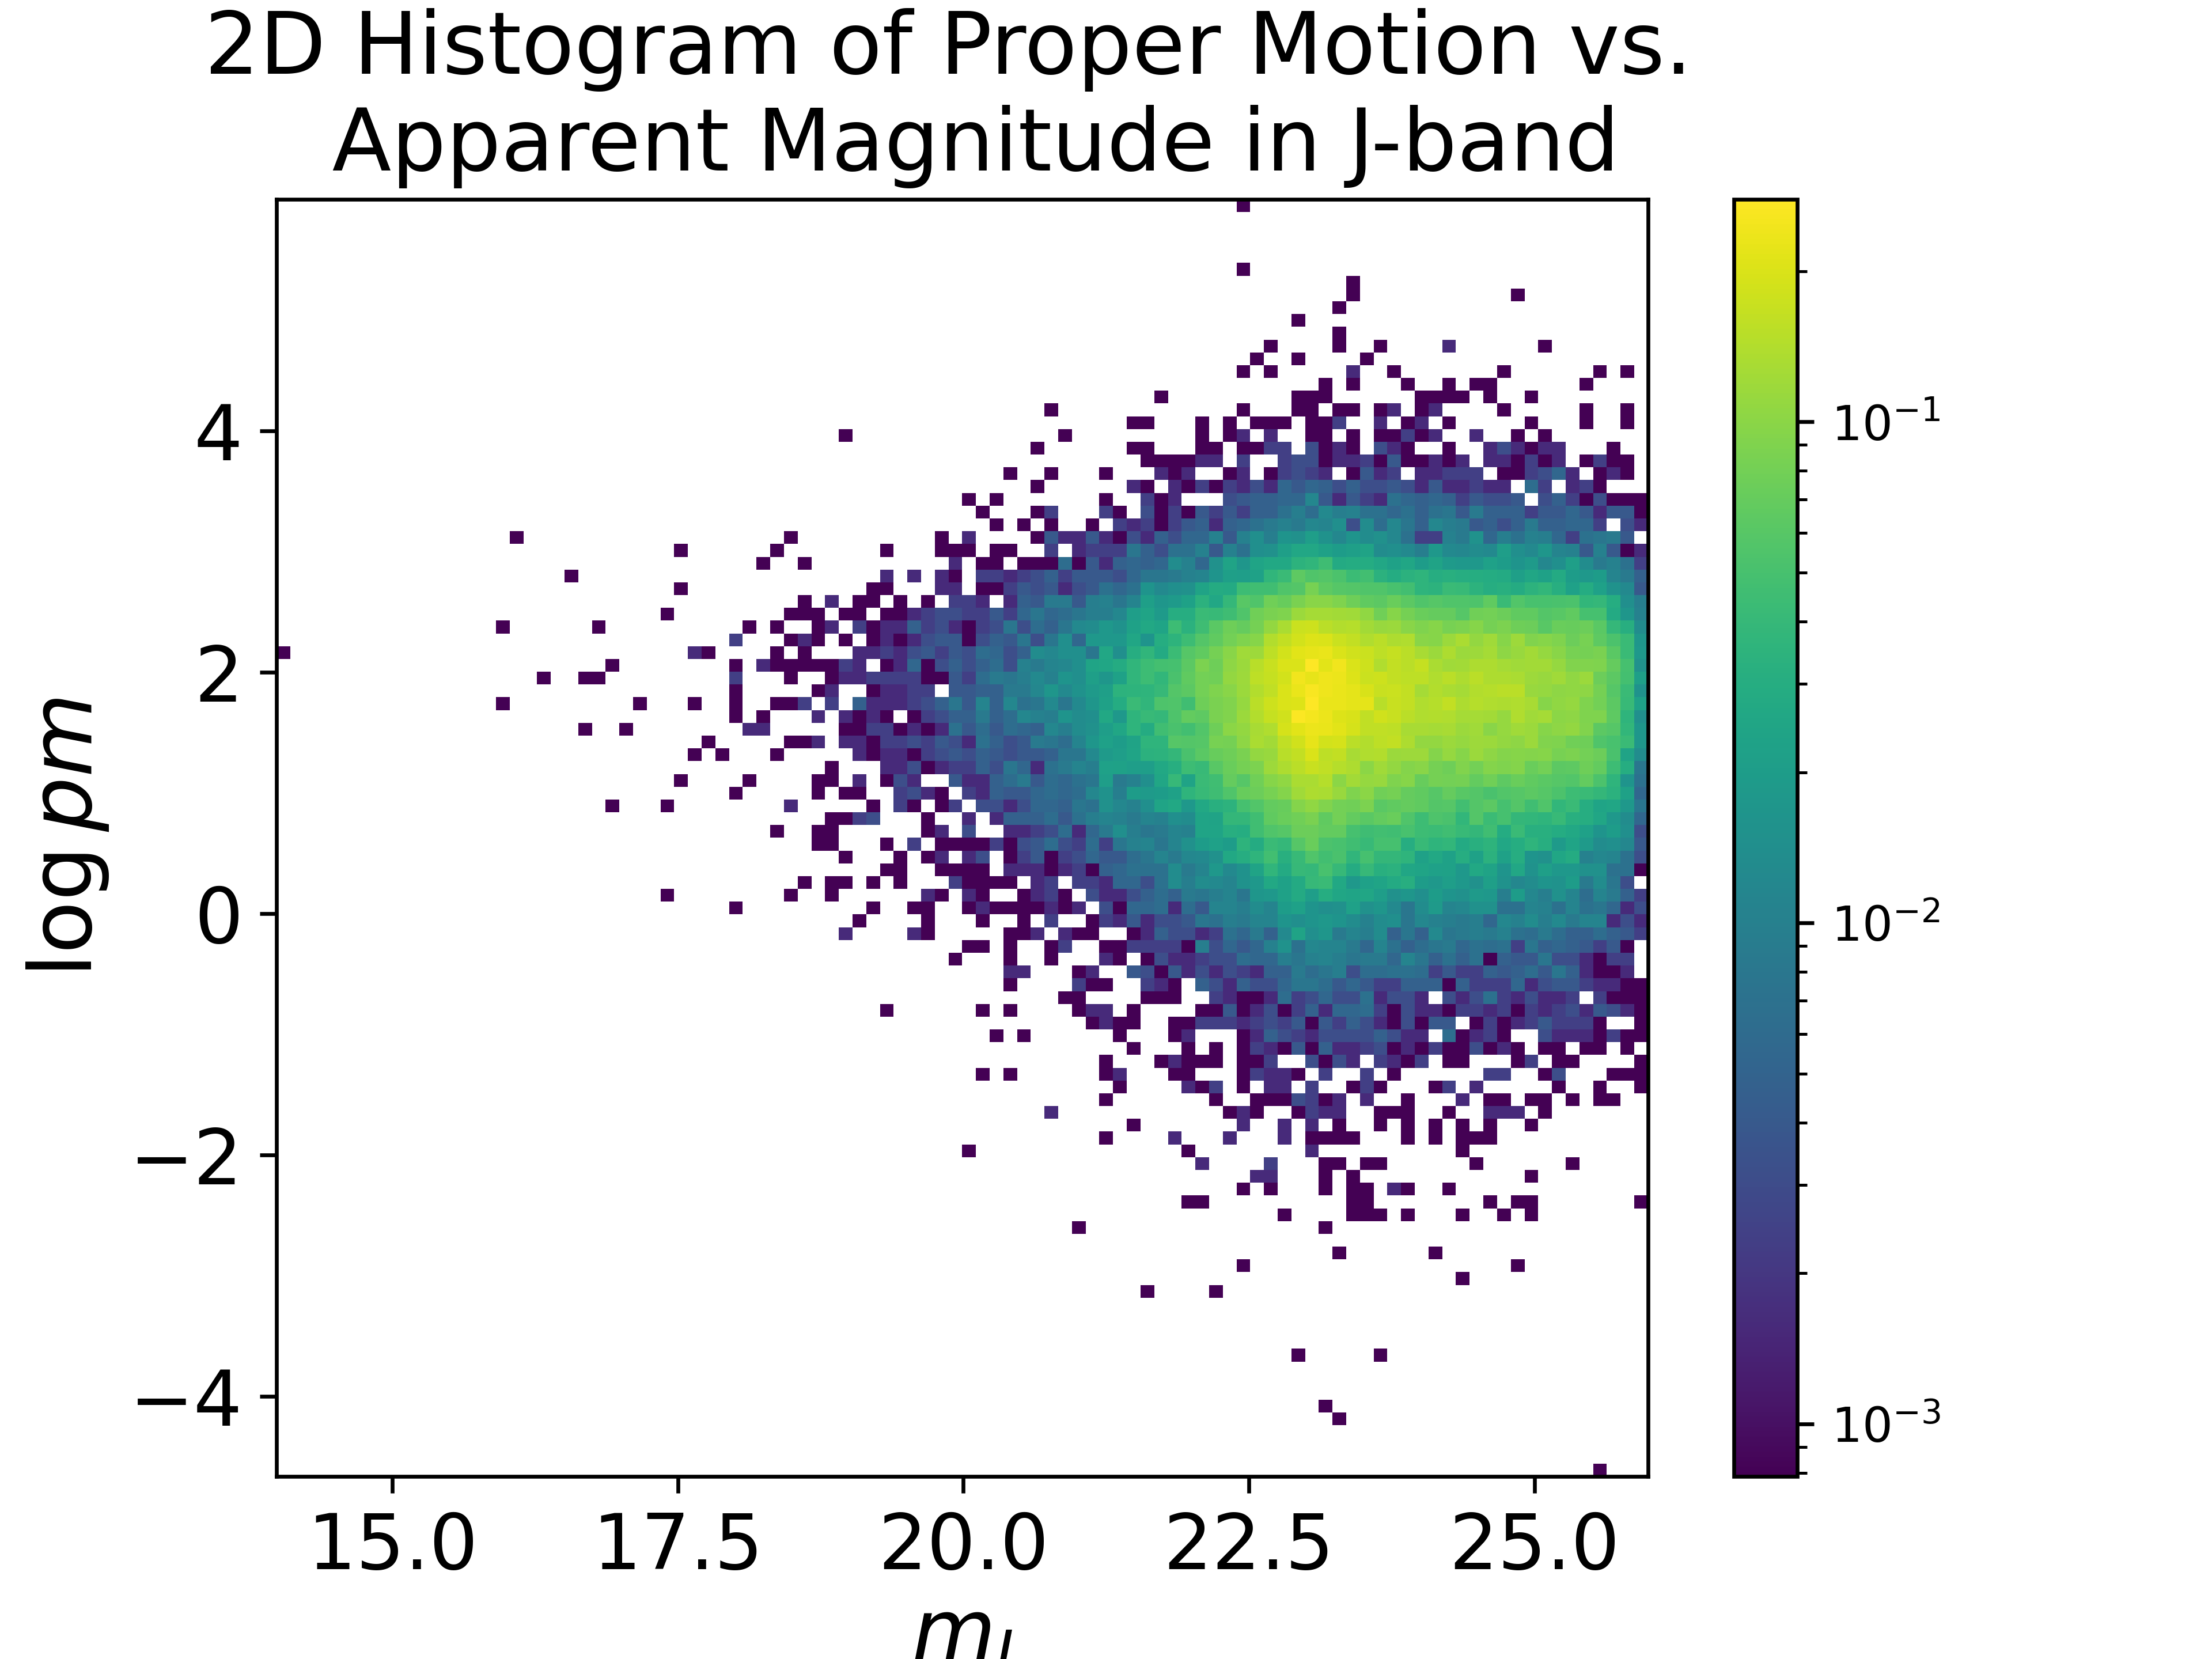 2D Histogram of Proper Motion vs.
Apparent Magnitude in J-band
4
2
0
−2
−4
log pm
15.0 17.5 20.0 22.5 25.0
m
10⁻¹
10⁻²
10⁻³